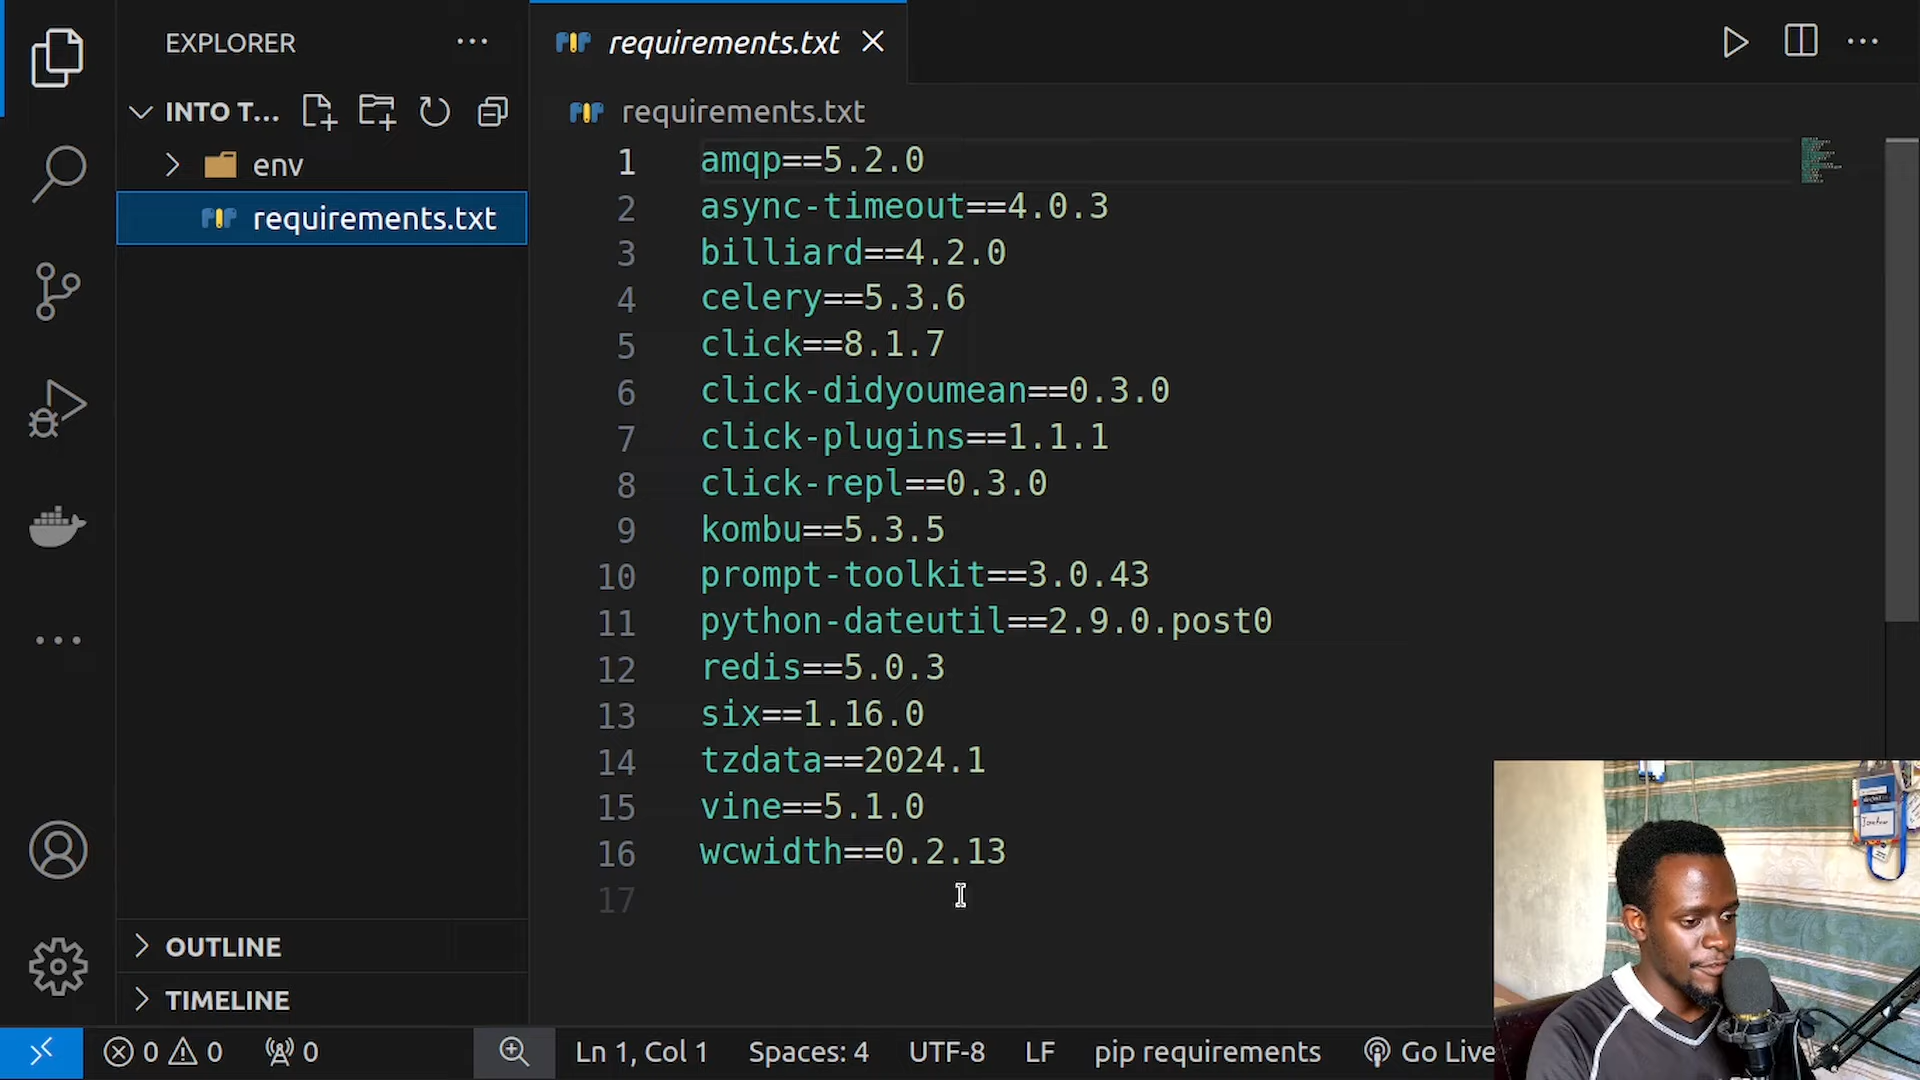 EXPLORER
INTO T...
env
requirements.txt
OUTLINE
TIMELINE
requirements.txt
requirements.txt
1 amqp==5.2.0
2 async-timeout==4.0.3
3 billiard==4.2.0
4 celery==5.3.6
5 click==8.1.7
6 click-didyoumean==0.3.0
7 click-plugins==1.1.1
8 click-repl==0.3.0
9 kombu==5.3.5
10 prompt-toolkit==3.0.43
11 python-dateutil==2.9.0.post0
12 redis==5.0.3
13 six==1.16.0
14 tzdata==2024.1
15 vine==5.1.0
16 wcwidth==0.2.13
17
0 0 0 Ln 1, Col 1 Spaces: 4 UTF-8 LF pip requirements Go Live